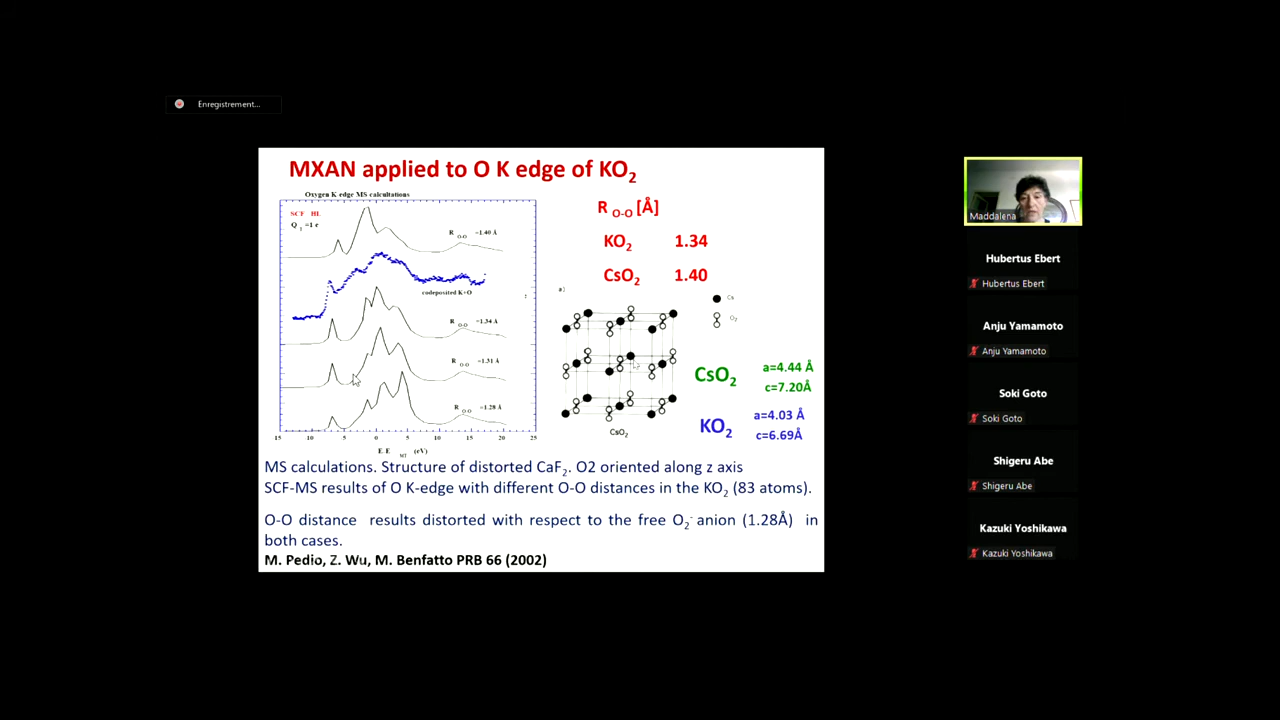 Enregistrement...
MXAN applied to O K edge of KO2
Oxygen K edge MS calcultations
SCF HL
Q =1 e
R O-O =1.40 Å
codeposited K+O
R O-O =1.34 Å
R O-O =1.31 Å
R O-O =1.28 Å
15 10 5 0 5 10 15 20 25
E E MT (eV)
R O-O [Å]
KO2 1.34
CsO2 1.40
a)
Cs
O2
CsO2
CsO2 a=4.44 Å
c=7.20Å
KO2 a=4.03 Å
c=6.69Å
MS calculations. Structure of distorted CaF2. O2 oriented along z axis
SCF-MS results of O K-edge with different O-O distances in the KO2 (83 atoms).
O-O distance results distorted with respect to the free O2- anion (1.28Å) in
both cases.
M. Pedio, Z. Wu, M. Benfatto PRB 66 (2002)
Maddalena
Hubertus Ebert
Hubertus Ebert
Anju Yamamoto
Anju Yamamoto
Soki Goto
Soki Goto
Shigeru Abe
Shigeru Abe
Kazuki Yoshikawa
Kazuki Yoshikawa